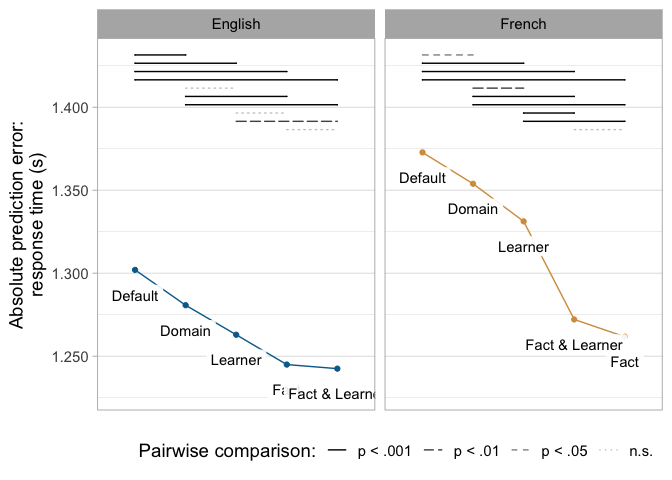 English
French
Absolute prediction error:
response time (s)
1.400
1.350
1.300
1.250
Default
Domain
Learner
Fact & Learne
Default
Domain
Learner
Fact & Learner
Fact
Pairwise comparison:
p < .001
p < .01
p < .05
n.s.